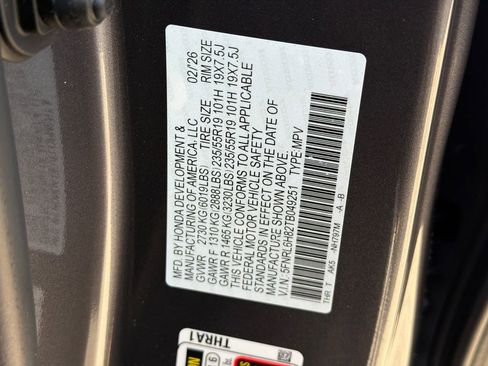 MFD. BY HONDA DEVELOPMENT &
MANUFACTURING OF AMERICA, LLC 02/26
TIRE SIZE RIM SIZE
GVWR 2730 KG(6019LBS)
GAWR F 1310 KG(2888LBS) 235/55R19 101H 19X7.5J
GAWR R 1465 KG(3230LBS) 235/55R19 101H 19X7.5J
THIS VEHICLE CONFORMS TO ALL APPLICABLE
FEDERAL MOTOR VEHICLE SAFETY
STANDARDS IN EFFECT ON THE DATE OF
MANUFACTURE SHOWN ABOVE.
V.I.N.: 5FNRL6H82TB049251 TYPE:MPV
THR T AK5 -NH797M -A -B
THRA1